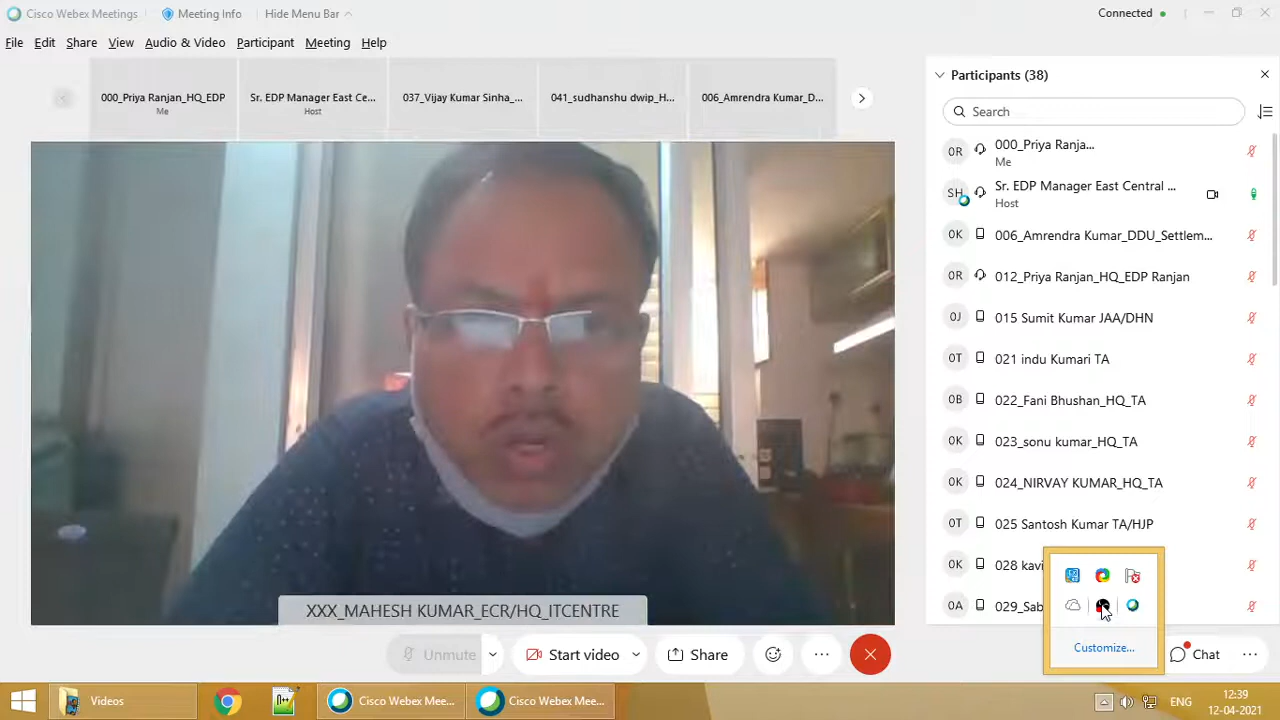 Cisco Webex Meetings
Meeting Info
Hide Menu Bar
Connected
File Edit Share View Audio & Video Participant Meeting Help
000_Priya Ranjan_HQ_EDP
Me
Sr. EDP Manager East Ce...
Host
037_Vijay Kumar Sinha_...
041_sudhanshu dwip_H...
006_Amrendra Kumar_D...
XXX_MAHESH KUMAR_ECR/HQ_ITCENTRE
Unmute
Start video
Share
Participants (38)
Search
OR 000_Priya Ranja...
Me
SH Sr. EDP Manager East Central ...
Host
0K 006_Amrendra Kumar_DDU_Settlem...
0R 012_Priya Ranjan_HQ_EDP Ranjan
0J 015 Sumit Kumar JAA/DHN
0T 021 indu Kumari TA
0B 022_Fani Bhushan_HQ_TA
0K 023_sonu kumar_HQ_TA
0K 024_NIRVAY KUMAR_HQ_TA
0T 025 Santosh Kumar TA/HJP
0K 028 kavi
0A 029_Sab
Customize...
Chat
Videos
Cisco Webex Mee...
Cisco Webex Mee...
ENG
12:39
12-04-2021